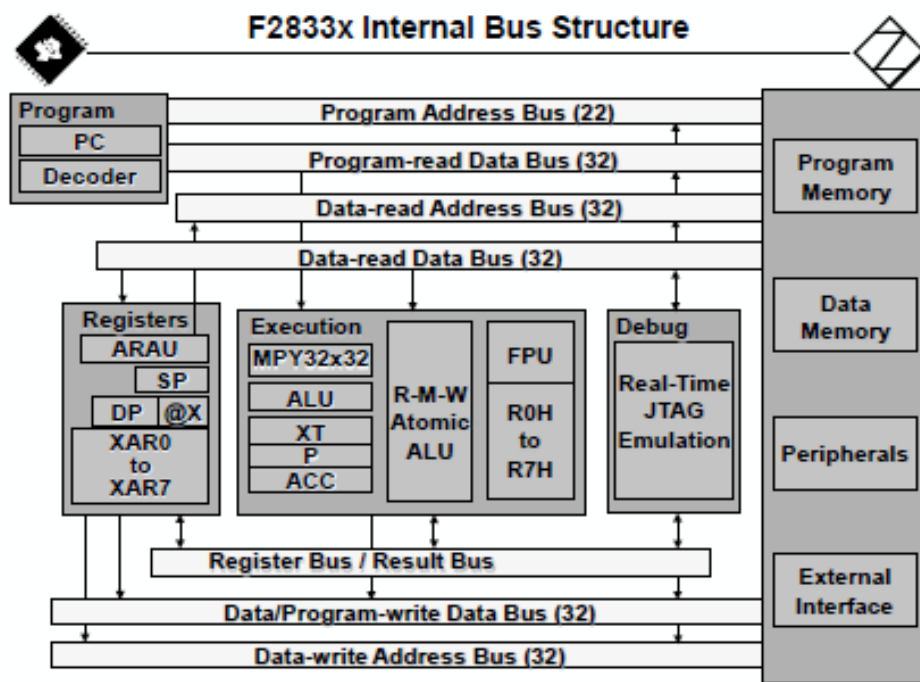 F2833x Internal Bus Structure
Program
PC
Decoder
Program Address Bus (22)
Program-read Data Bus (32)
Data-read Address Bus (32)
Data-read Data Bus (32)
Registers
ARAU
SP
DP
@X
XAR0
to
XAR7
Execution
MPY32x32
ALU
XT
P
ACC
R-M-W
Atomic
ALU
FPU
R0H
to
R7H
Debug
Real-Time
JTAG
Emulation
Program
Memory
Data
Memory
Peripherals
External
Interface
Register Bus / Result Bus
Data/Program-write Data Bus (32)
Data-write Address Bus (32)